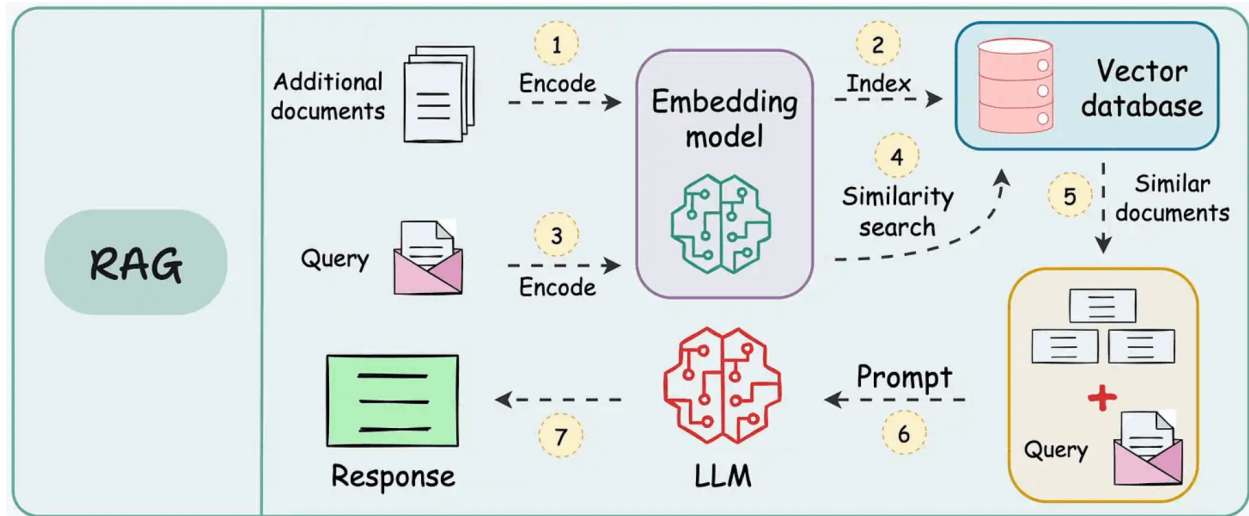 RAG
Additional
documents
1
Encode
Embedding
model
2
Index
Vector
database
Query
3
Encode
4
Similarity
search
5
Similar
documents
Query
Prompt
6
LLM
7
Response